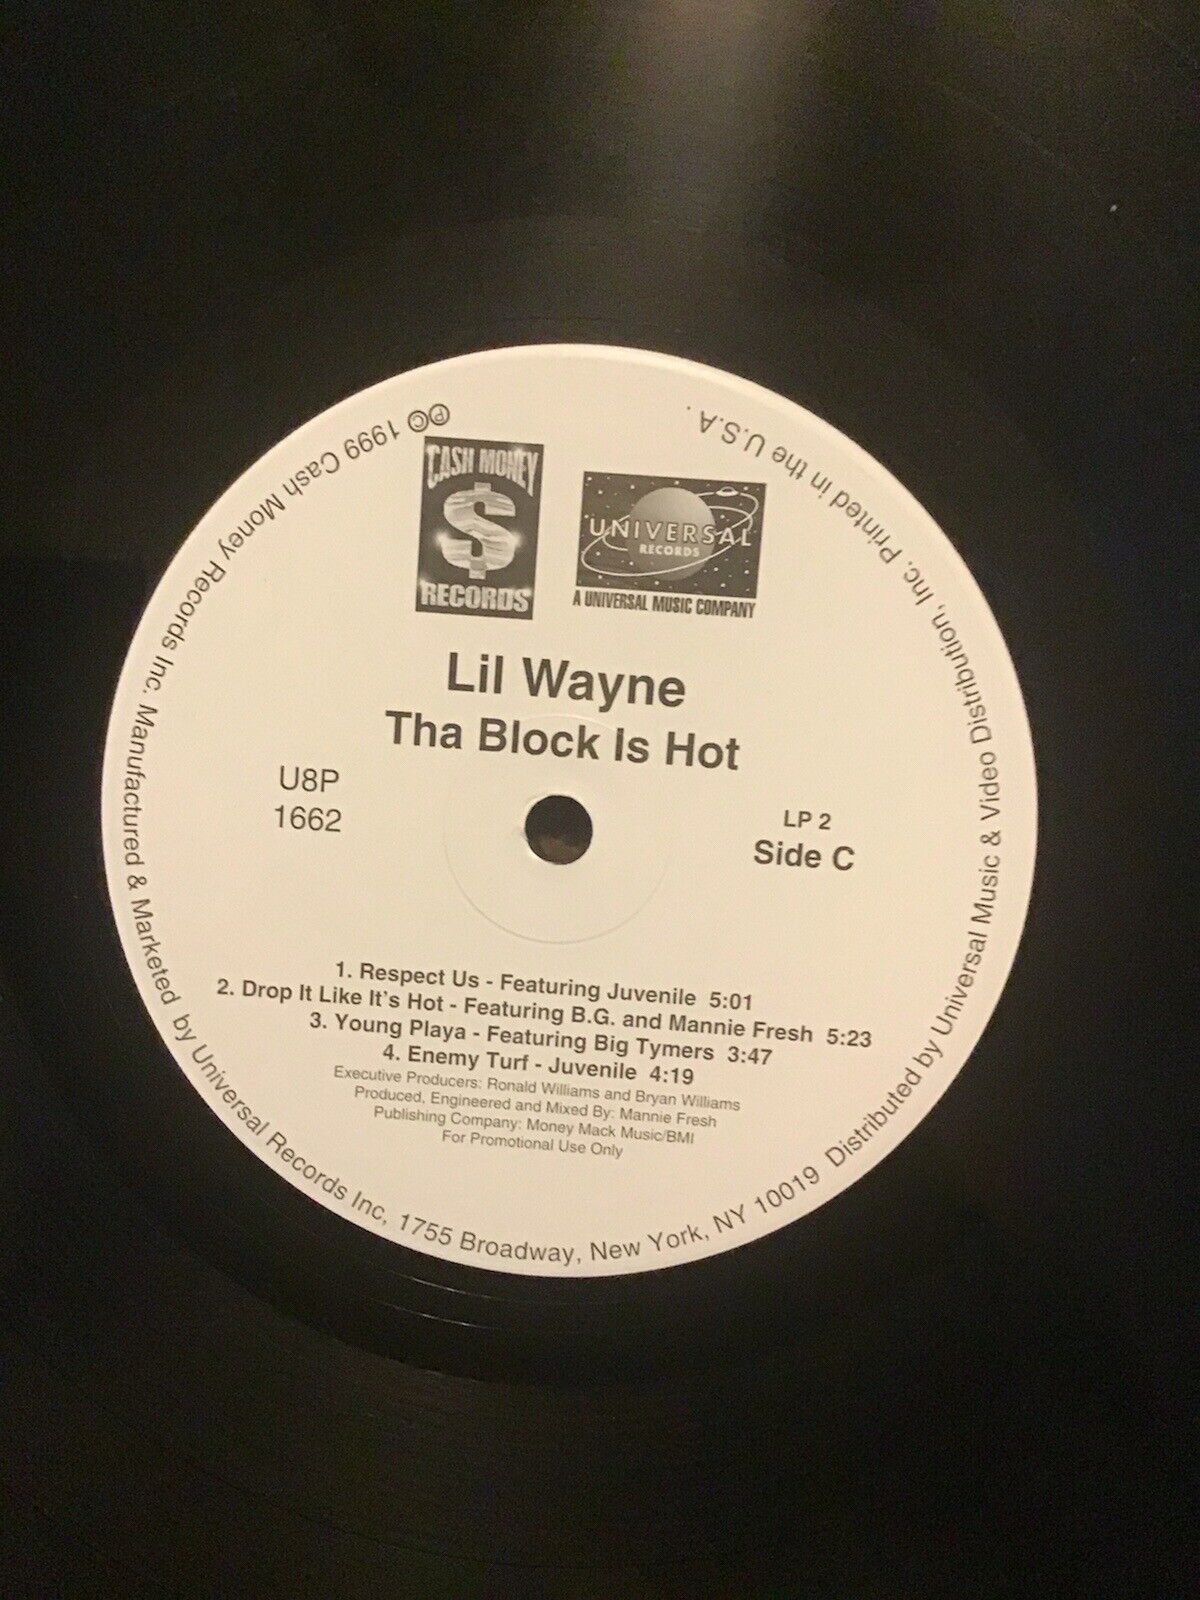 ℗© 1999 Cash Money Records Inc. Manufactured & Marketed by Universal Records Inc, 1755 Broadway, New York, NY 10019 Distributed by Universal Music & Video Distribution, Inc. Printed in the U.S.A.
CASH MONEY
$
RECORDS
UNIVERSAL
RECORDS
A UNIVERSAL MUSIC COMPANY
Lil Wayne
Tha Block Is Hot
U8P
1662
LP 2
Side C
1. Respect Us - Featuring Juvenile 5:01
2. Drop It Like It's Hot - Featuring B.G. and Mannie Fresh 5:23
3. Young Playa - Featuring Big Tymers 3:47
4. Enemy Turf - Juvenile 4:19
Executive Producers: Ronald Williams and Bryan Williams
Produced, Engineered and Mixed By: Mannie Fresh
Publishing Company: Money Mack Music/BMI
For Promotional Use Only